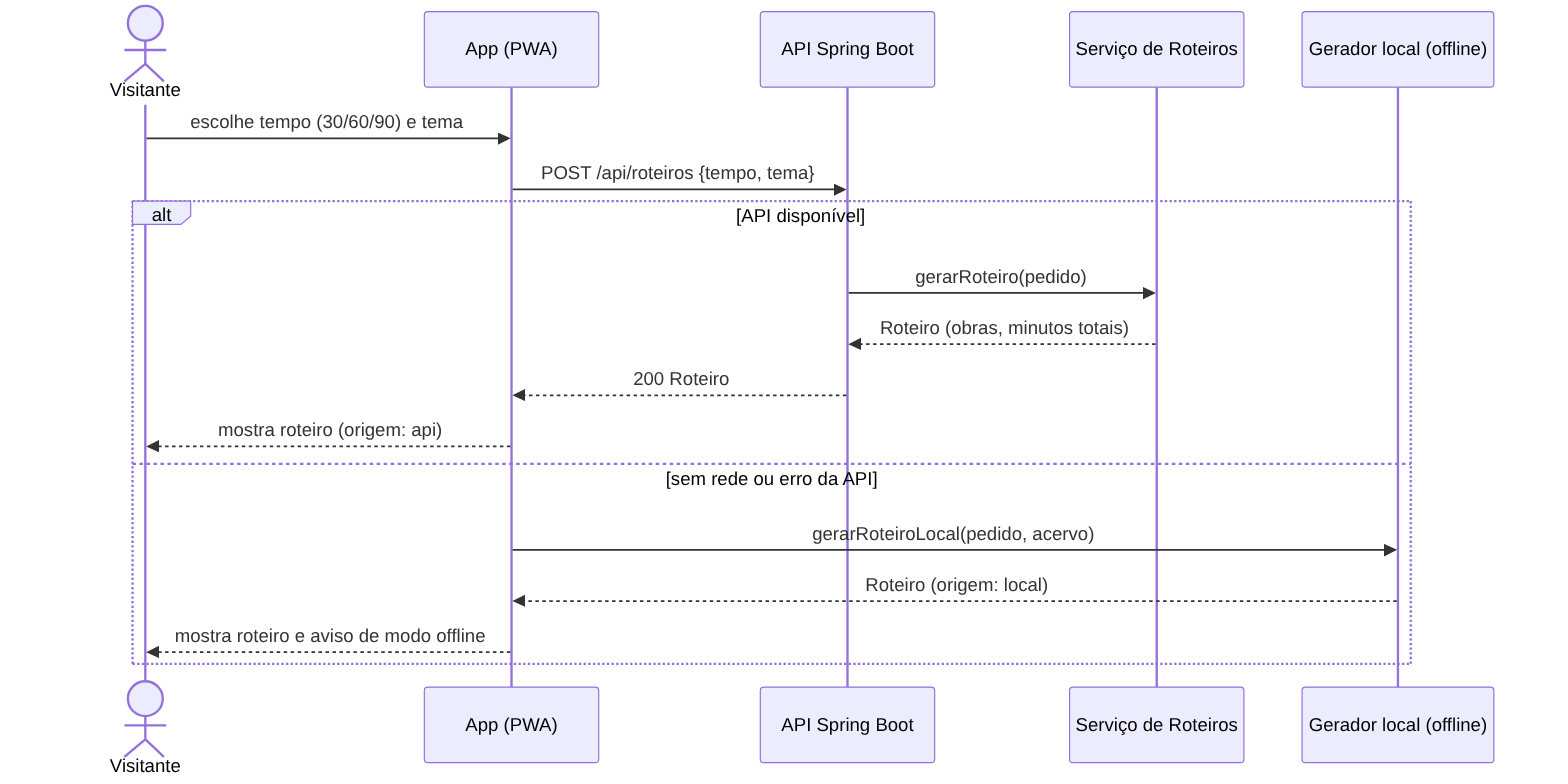 Visitante
App (PWA)
API Spring Boot
Serviço de Roteiros
Gerador local (offline)
escolhe tempo (30/60/90) e tema
POST /api/roteiros {tempo, tema}
alt
[API disponível]
gerarRoteiro(pedido)
Roteiro (obras, minutos totais)
200 Roteiro
mostra roteiro (origem: api)
[sem rede ou erro da API]
gerarRoteiroLocal(pedido, acervo)
Roteiro (origem: local)
mostra roteiro e aviso de modo offline
Visitante
App (PWA)
API Spring Boot
Serviço de Roteiros
Gerador local (offline)